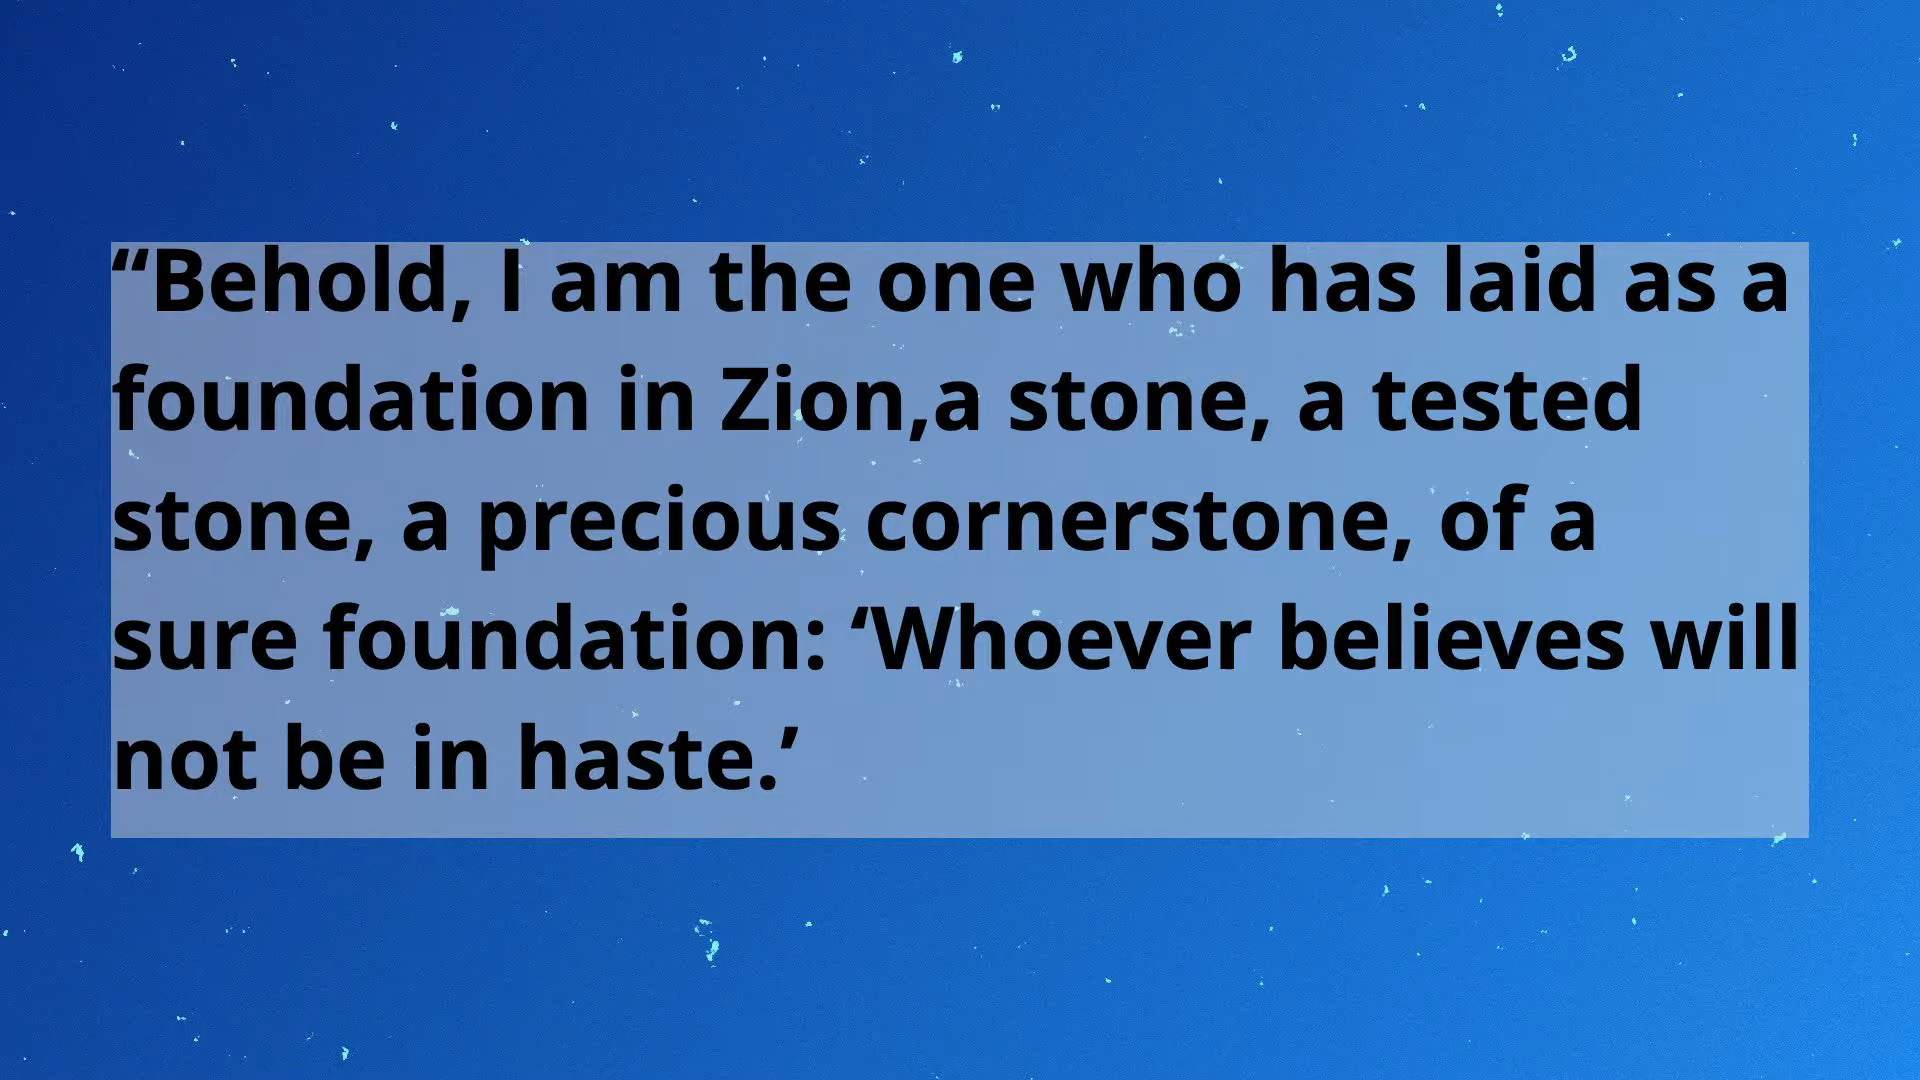 “Behold, I am the one who has laid as a
foundation in Zion,a stone, a tested
stone, a precious cornerstone, of a
sure foundation: ‘Whoever believes will
not be in haste.’